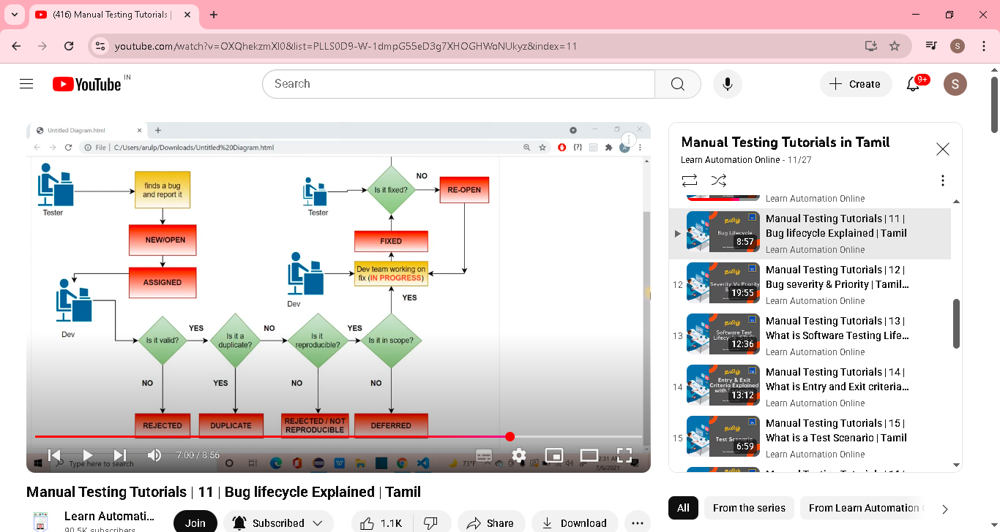 (416) Manual Testing Tutorials |
youtube.com/watch?v=OXQhekzmXI0&list=PLLS0D9-W-1dmpG55eD3g7XHOGHWoNUkyz&index=11
S
YouTube IN
Search
Create
9+
S
Untitled Diagram.html
File | C:/Users/arulp/Downloads/Untitled%20Diagram.html
finds a bug
and report it
Tester
NEW/OPEN
ASSIGNED
Dev
Is it valid?
YES
Is it a
duplicate?
NO
Is it
reproducible?
YES
Is it in scope?
NO
YES
NO
NO
REJECTED
DUPLICATE
REJECTED / NOT
REPRODUCIBLE
DEFERRED
Tester
Is it fixed?
NO
RE-OPEN
FIXED
Dev team working on
fix (IN PROGRESS)
Dev
YES
7:00 / 8:56
Type here to search
73°F
2:31 AM
7/6/2021
Manual Testing Tutorials in Tamil
Learn Automation Online - 11/27
Learn Automation Online
தமிழ்
Bug Lifecycle
8:57
Manual Testing Tutorials | 11 |
Bug lifecycle Explained | Tamil
Learn Automation Online
12
தமிழ்
Severity Vs Priority
19:55
Manual Testing Tutorials | 12 |
Bug severity & Priority | Tamil...
Learn Automation Online
13
தமிழ்
Software Test
12:36
Manual Testing Tutorials | 13 |
What is Software Testing Life...
Learn Automation Online
14
தமிழ்
Entry & Exit
Criteria Explained
13:12
Manual Testing Tutorials | 14 |
What is Entry and Exit criteria...
Learn Automation Online
15
தமிழ்
Test Scenario
6:59
Manual Testing Tutorials | 15 |
What is a Test Scenario | Tamil
Learn Automation Online
Manual Testing Tutorials | 11 | Bug lifecycle Explained | Tamil
Learn Automati...
90.5K subscribers
Join
Subscribed
1.1K
Share
Download
All
From the series
From Learn Automation